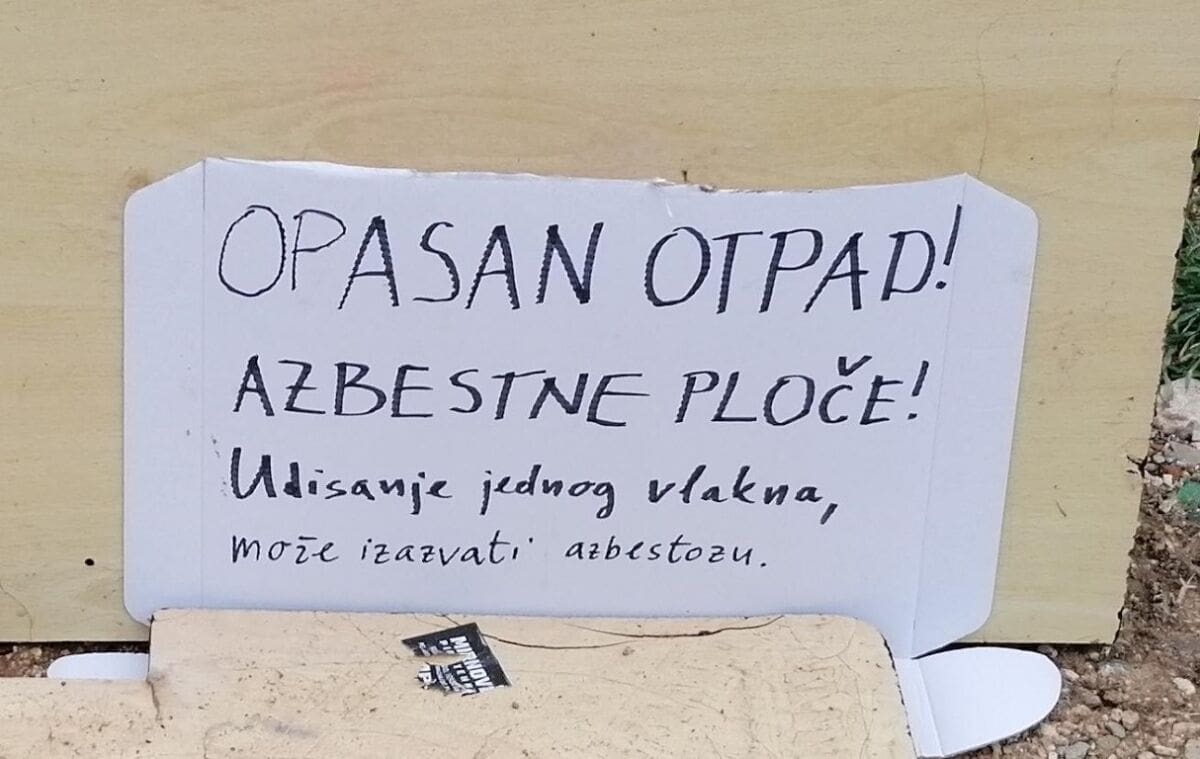 OPASAN OTPAD!
AZBESTNE PLOČE!
Udisanje jednog vlakna,
može izazvati azbestozu.